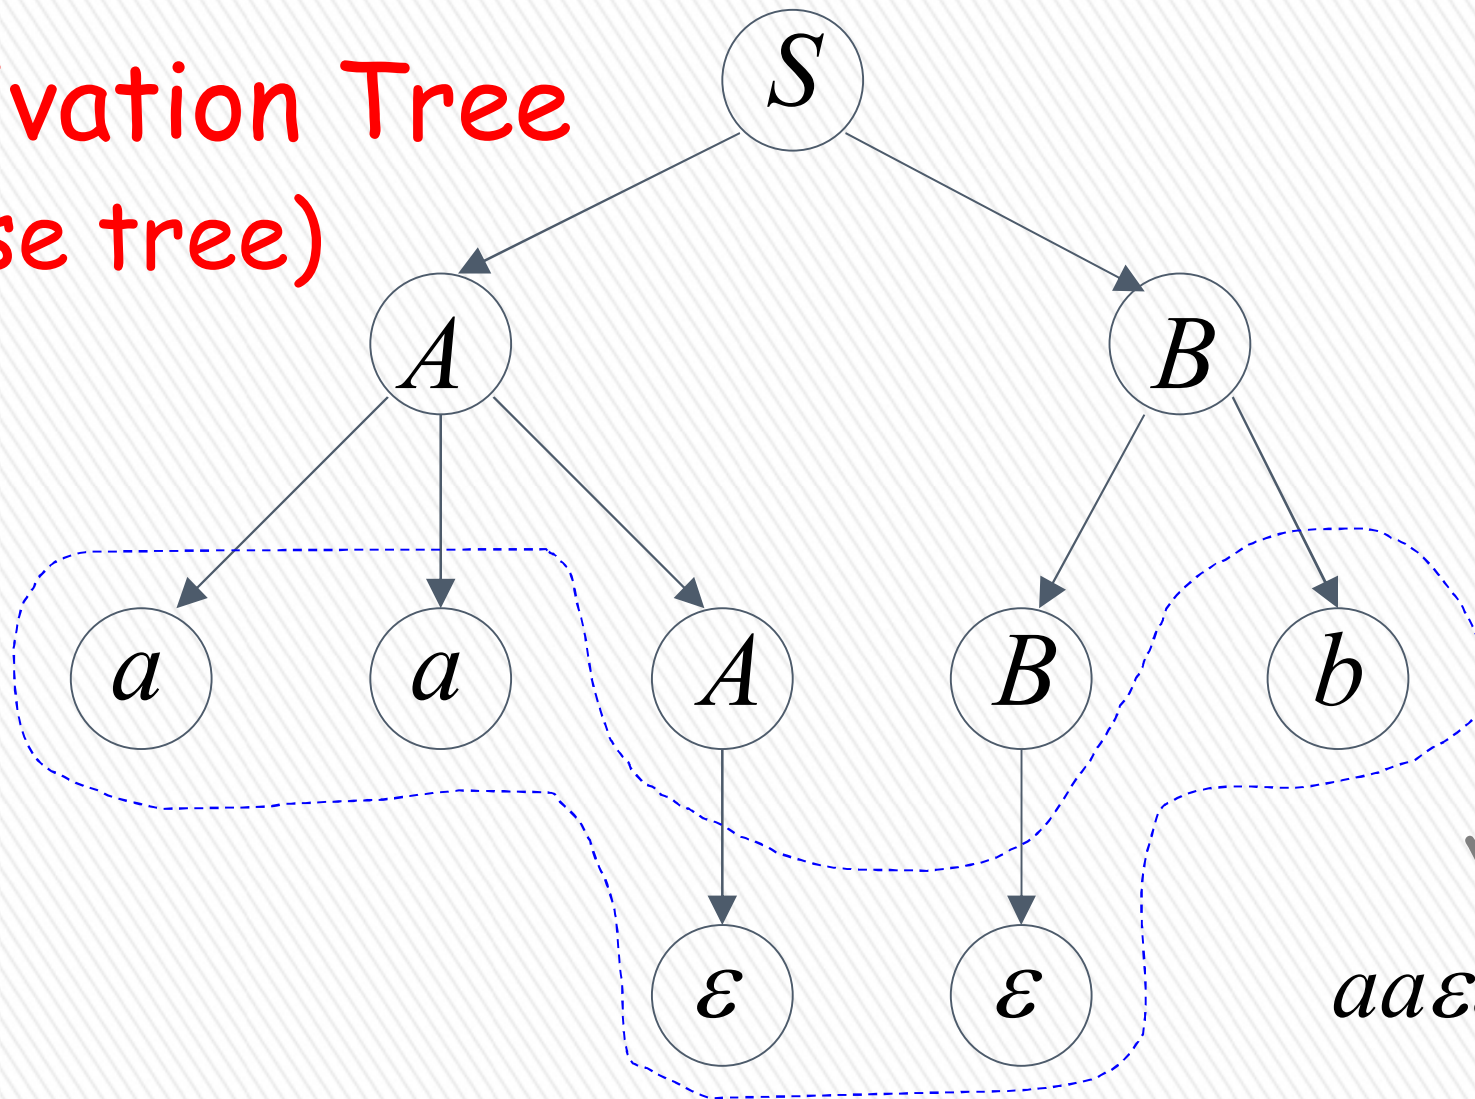 vation Tree
se tree)
S
A B
a a A B b
ε ε
aaε